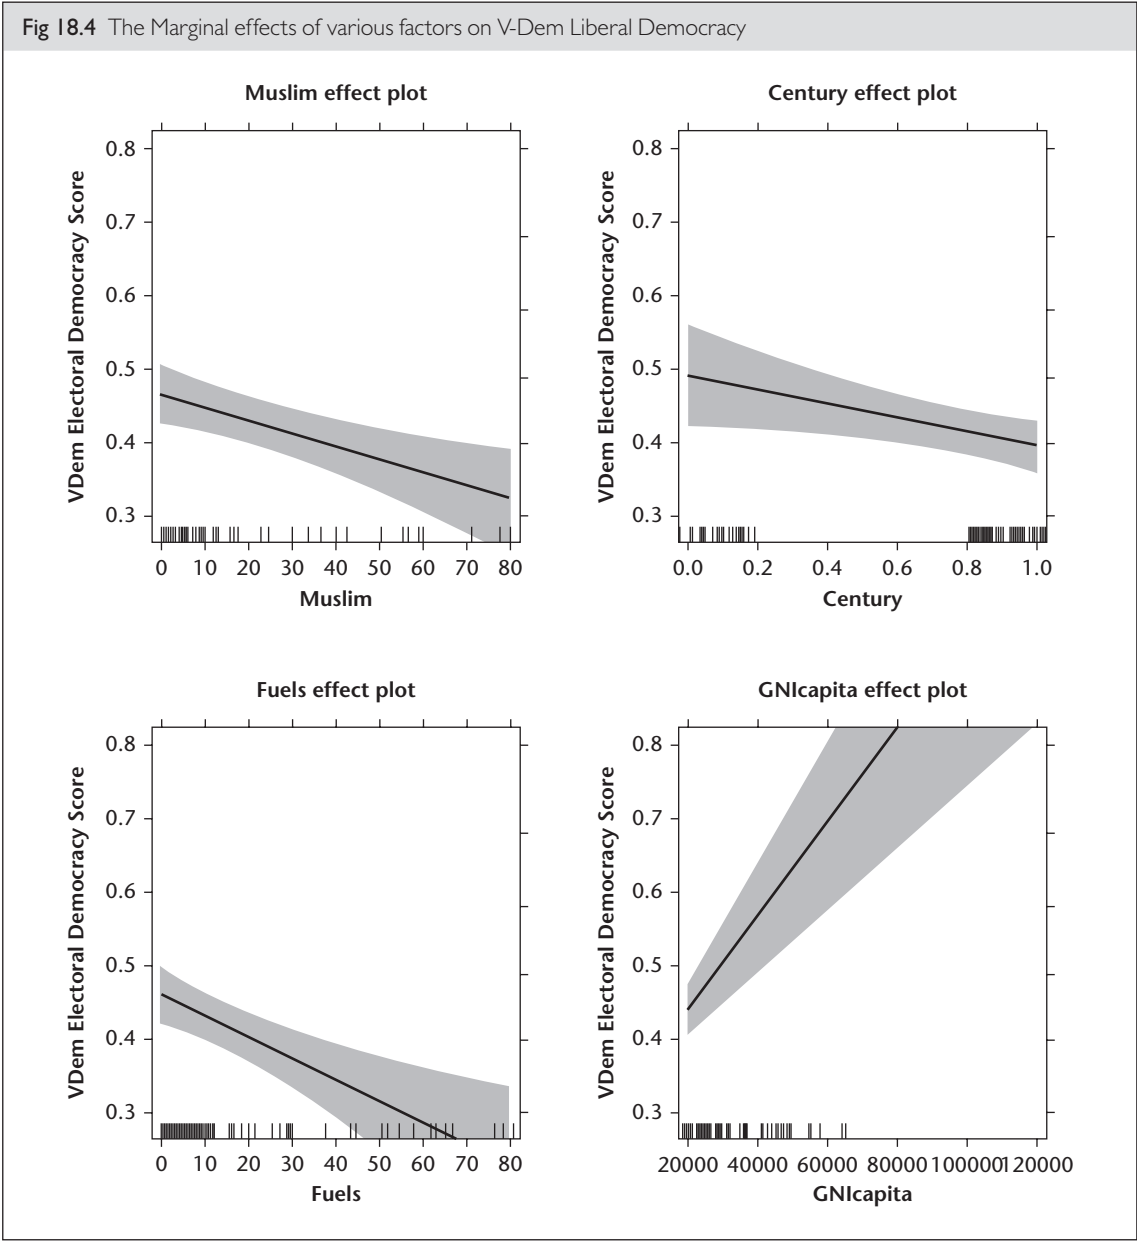 Fig 18.4 The Marginal effects of various factors on V-Dem Liberal Democracy
Muslim effect plot
VDem Electoral Democracy Score
0.8
0.7
0.6
0.5
0.4
0.3
0 10 20 30 40 50 60 70 80
Muslim
Century effect plot
VDem Electoral Democracy Score
0.8
0.7
0.6
0.5
0.4
0.3
0.0 0.2 0.4 0.6 0.8 1.0
Century
Fuels effect plot
VDem Electoral Democracy Score
0.8
0.7
0.6
0.5
0.4
0.3
0 10 20 30 40 50 60 70 80
Fuels
GNIcapita effect plot
VDem Electoral Democracy Score
0.8
0.7
0.6
0.5
0.4
0.3
20000 40000 60000 80000 100000 120000
GNIcapita